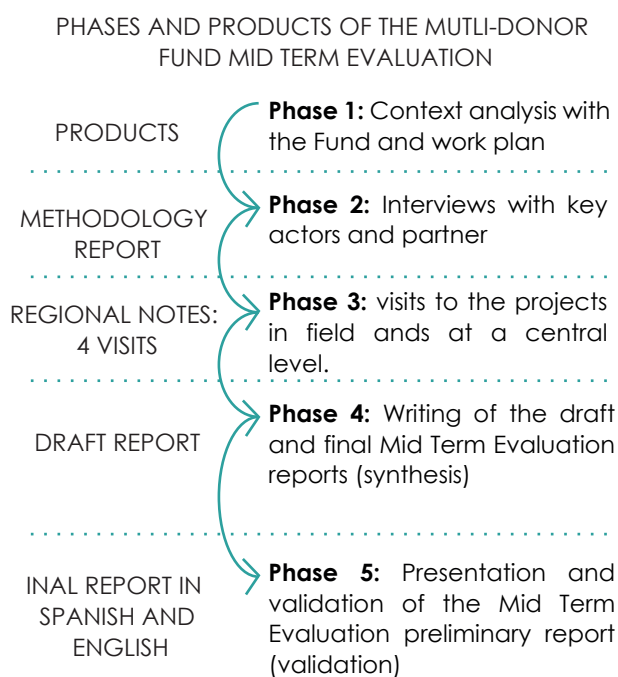 PHASES AND PRODUCTS OF THE MUTLI-DONOR
FUND MID TERM EVALUATION
PRODUCTS
Phase 1: Context analysis with
the Fund and work plan
METHODOLOGY
REPORT
Phase 2: Interviews with key
actors and partner
REGIONAL NOTES:
4 VISITS
Phase 3: visits to the projects
in field ands at a central
level.
DRAFT REPORT
Phase 4: Writing of the draft
and final Mid Term Evaluation
reports (synthesis)
INAL REPORT IN
SPANISH AND
ENGLISH
Phase 5: Presentation and
validation of the Mid Term
Evaluation preliminary report
(validation)